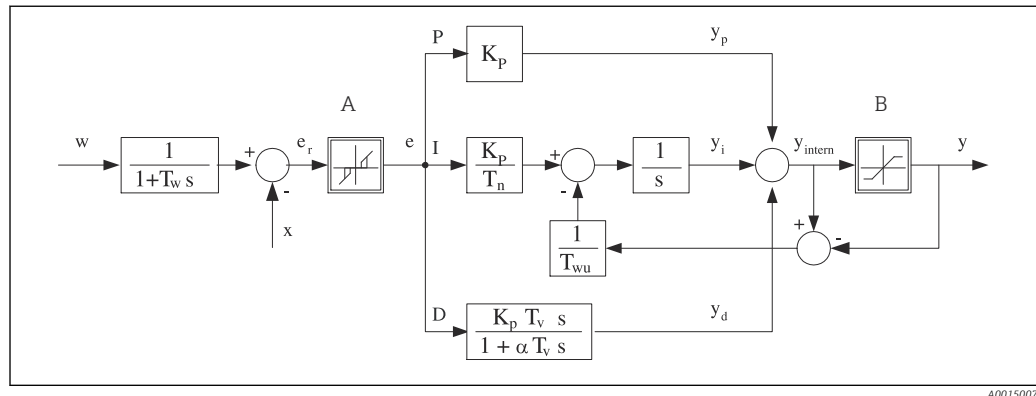 P
y_p
K_P
A
B
w
1
1+T_w s
+
-
e_r
x
e
I
K_P
T_n
+
-
1
s
y_i
y_intern
y
1
T_wu
+
-
D
K_p T_v s
1 + α T_v s
y_d
A0015007